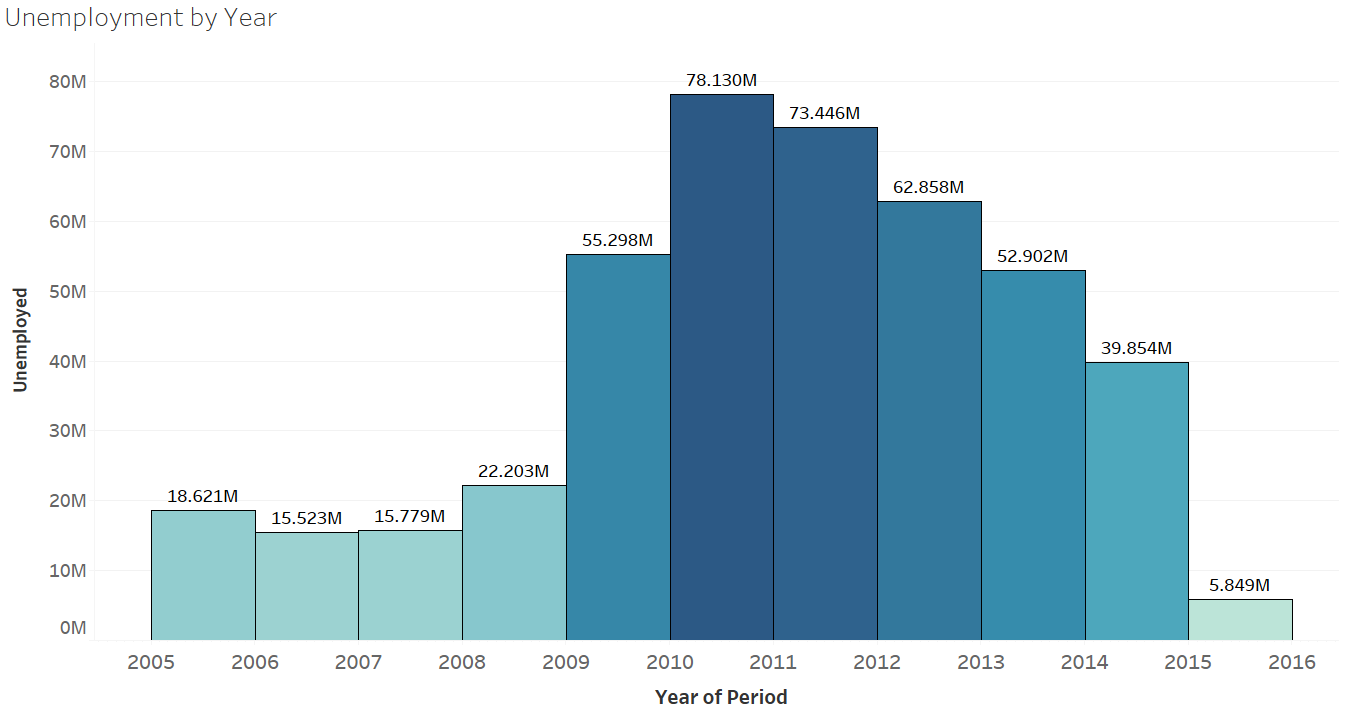 Unemployment by Year
80M
70M
60M
50M
40M
30M
20M
10M
0M
Unemployed
18.621M
15.523M
15.779M
22.203M
55.298M
78.130M
73.446M
62.858M
52.902M
39.854M
5.849M
2005 2006 2007 2008 2009 2010 2011 2012 2013 2014 2015 2016
Year of Period